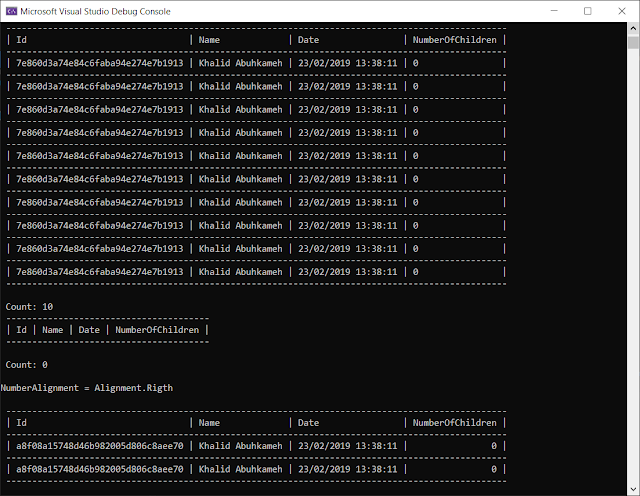 Microsoft Visual Studio Debug Console
------------------------------------------------------------------------------------------------
| Id                               | Name             | Date                | NumberOfChildren |
------------------------------------------------------------------------------------------------
| 7e860d3a74e84c6faba94e274e7b1913 | Khalid Abuhkameh | 23/02/2019 13:38:11 | 0                |
------------------------------------------------------------------------------------------------
| 7e860d3a74e84c6faba94e274e7b1913 | Khalid Abuhkameh | 23/02/2019 13:38:11 | 0                |
------------------------------------------------------------------------------------------------
| 7e860d3a74e84c6faba94e274e7b1913 | Khalid Abuhkameh | 23/02/2019 13:38:11 | 0                |
------------------------------------------------------------------------------------------------
| 7e860d3a74e84c6faba94e274e7b1913 | Khalid Abuhkameh | 23/02/2019 13:38:11 | 0                |
------------------------------------------------------------------------------------------------
| 7e860d3a74e84c6faba94e274e7b1913 | Khalid Abuhkameh | 23/02/2019 13:38:11 | 0                |
------------------------------------------------------------------------------------------------
| 7e860d3a74e84c6faba94e274e7b1913 | Khalid Abuhkameh | 23/02/2019 13:38:11 | 0                |
------------------------------------------------------------------------------------------------
| 7e860d3a74e84c6faba94e274e7b1913 | Khalid Abuhkameh | 23/02/2019 13:38:11 | 0                |
------------------------------------------------------------------------------------------------
| 7e860d3a74e84c6faba94e274e7b1913 | Khalid Abuhkameh | 23/02/2019 13:38:11 | 0                |
------------------------------------------------------------------------------------------------
| 7e860d3a74e84c6faba94e274e7b1913 | Khalid Abuhkameh | 23/02/2019 13:38:11 | 0                |
------------------------------------------------------------------------------------------------
| 7e860d3a74e84c6faba94e274e7b1913 | Khalid Abuhkameh | 23/02/2019 13:38:11 | 0                |
------------------------------------------------------------------------------------------------
Count: 10
---------------------------------------
| Id | Name | Date | NumberOfChildren |
---------------------------------------
Count: 0
NumberAlignment = Alignment.Rigth
------------------------------------------------------------------------------------------------
| Id                               | Name             | Date                | NumberOfChildren |
------------------------------------------------------------------------------------------------
| a8f08a15748d46b982005d806c8aee70 | Khalid Abuhkameh | 23/02/2019 13:38:11 |                0 |
------------------------------------------------------------------------------------------------
| a8f08a15748d46b982005d806c8aee70 | Khalid Abuhkameh | 23/02/2019 13:38:11 |                0 |
------------------------------------------------------------------------------------------------